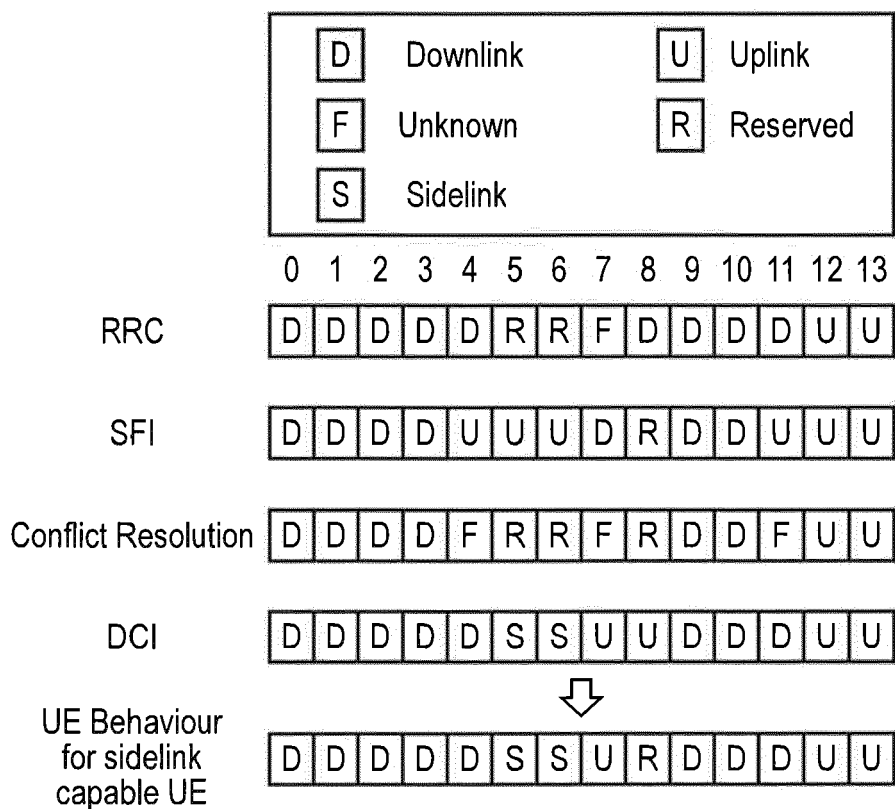 D Downlink U Uplink
F Unknown R Reserved
S Sidelink
0 1 2 3 4 5 6 7 8 9 10 11 12 13
RRC D D D D D R R F D D D D U U
SFI D D D D U U U D R D D U U U
Conflict Resolution D D D D F R R F R D D F U U
DCI D D D D D S S U U D D D U U
UE Behaviour
for sidelink
capable UE D D D D D S S U R D D D U U